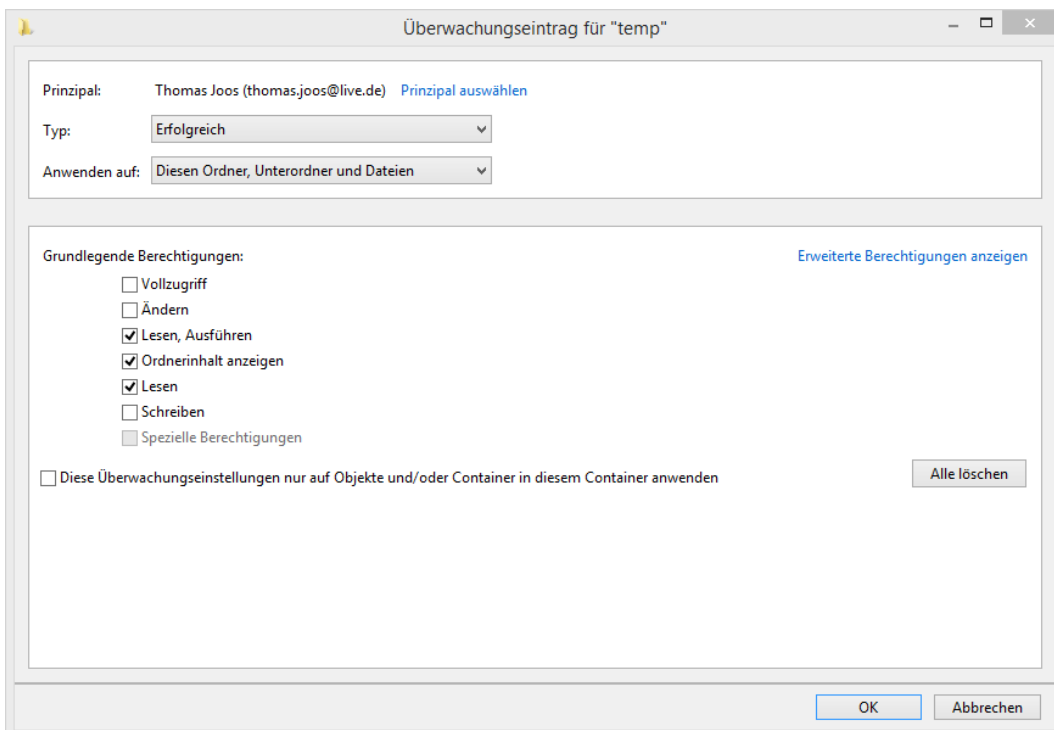 Überwachungseintrag für "temp"
Prinzipal: Thomas Joos (thomas.joos@live.de) Prinzipal auswählen
Typ: Erfolgreich
Anwenden auf: Diesen Ordner, Unterordner und Dateien
Grundlegende Berechtigungen: Erweiterte Berechtigungen anzeigen
Vollzugriff
Ändern
Lesen, Ausführen
Ordnerinhalt anzeigen
Lesen
Schreiben
Spezielle Berechtigungen
Diese Überwachungseinstellungen nur auf Objekte und/oder Container in diesem Container anwenden Alle löschen
OK Abbrechen